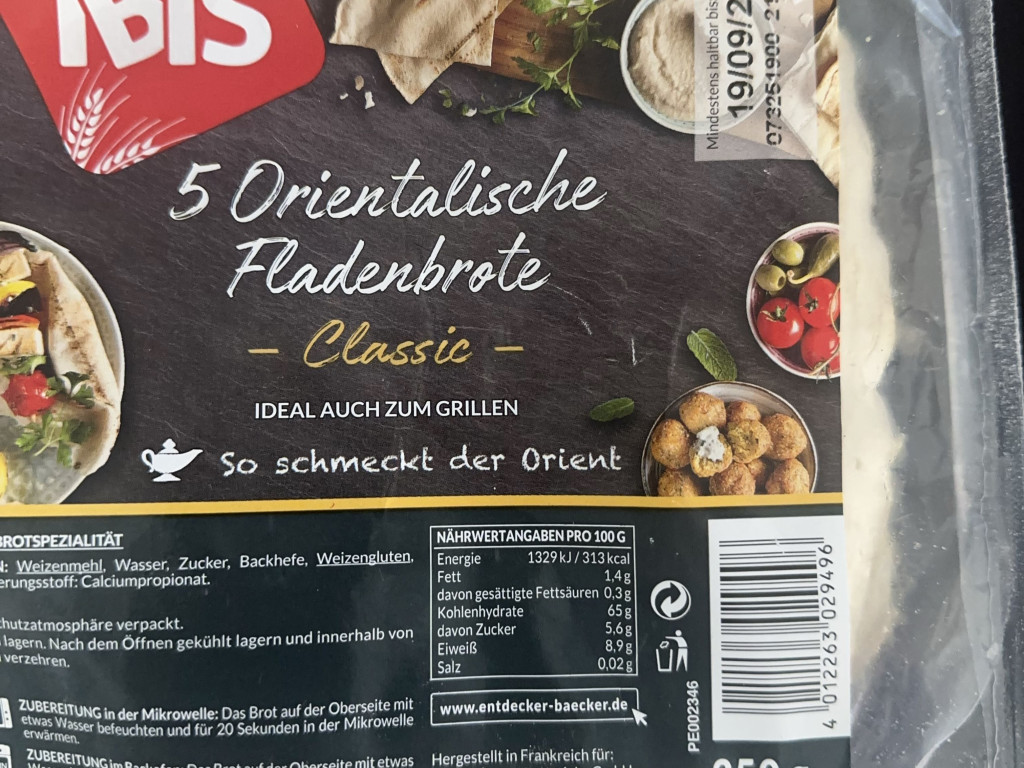 IBIS
Mindestens haltbar bis
19/09/2
0732251900 21
5 Orientalische
Fladenbrote
– Classic –
IDEAL AUCH ZUM GRILLEN
So schmeckt der Orient
BROTSPEZIALITÄT
N: Weizenmehl, Wasser, Zucker, Backhefe, Weizengluten,
erungsstoff: Calciumpropionat.
chutzatmosphäre verpackt.
lagern. Nach dem Öffnen gekühlt lagern und innerhalb von
verzehren.
ZUBEREITUNG in der Mikrowelle: Das Brot auf der Oberseite mit
etwas Wasser befeuchten und für 20 Sekunden in der Mikrowelle
erwärmen.
ZUBEREITUNG im Backofen: Das Brot auf der Oberseite mit etwas
NÄHRWERTANGABEN PRO 100 G
Energie 1329 kJ / 313 kcal
Fett 1,4 g
davon gesättigte Fettsäuren 0,3 g
Kohlenhydrate 65 g
davon Zucker 5,6 g
Eiweiß 8,9 g
Salz 0,02 g
www.entdecker-baecker.de
Hergestellt in Frankreich für:
PE002346
4 012263 029496